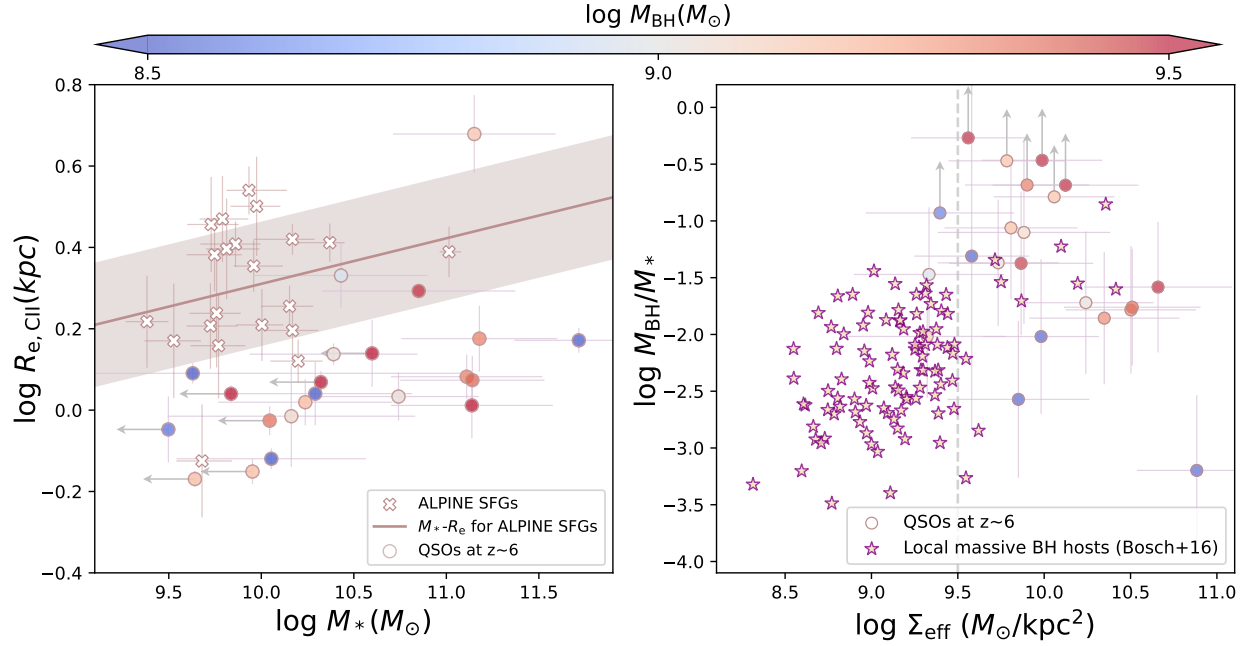 log M_BH(M_⊙)
8.5 9.0 9.5
0.8
0.6
0.4
0.2
0.0
−0.2
−0.4
log R_e, CII(kpc)
ALPINE SFGs
M_*-R_e for ALPINE SFGs
QSOs at z~6
9.5 10.0 10.5 11.0 11.5
log M_*(M_⊙)
0.0
−0.5
−1.0
−1.5
−2.0
−2.5
−3.0
−3.5
−4.0
log M_BH/M_*
QSOs at z~6
Local massive BH hosts (Bosch+16)
8.5 9.0 9.5 10.0 10.5 11.0
log Σ_eff (M_⊙/kpc²)